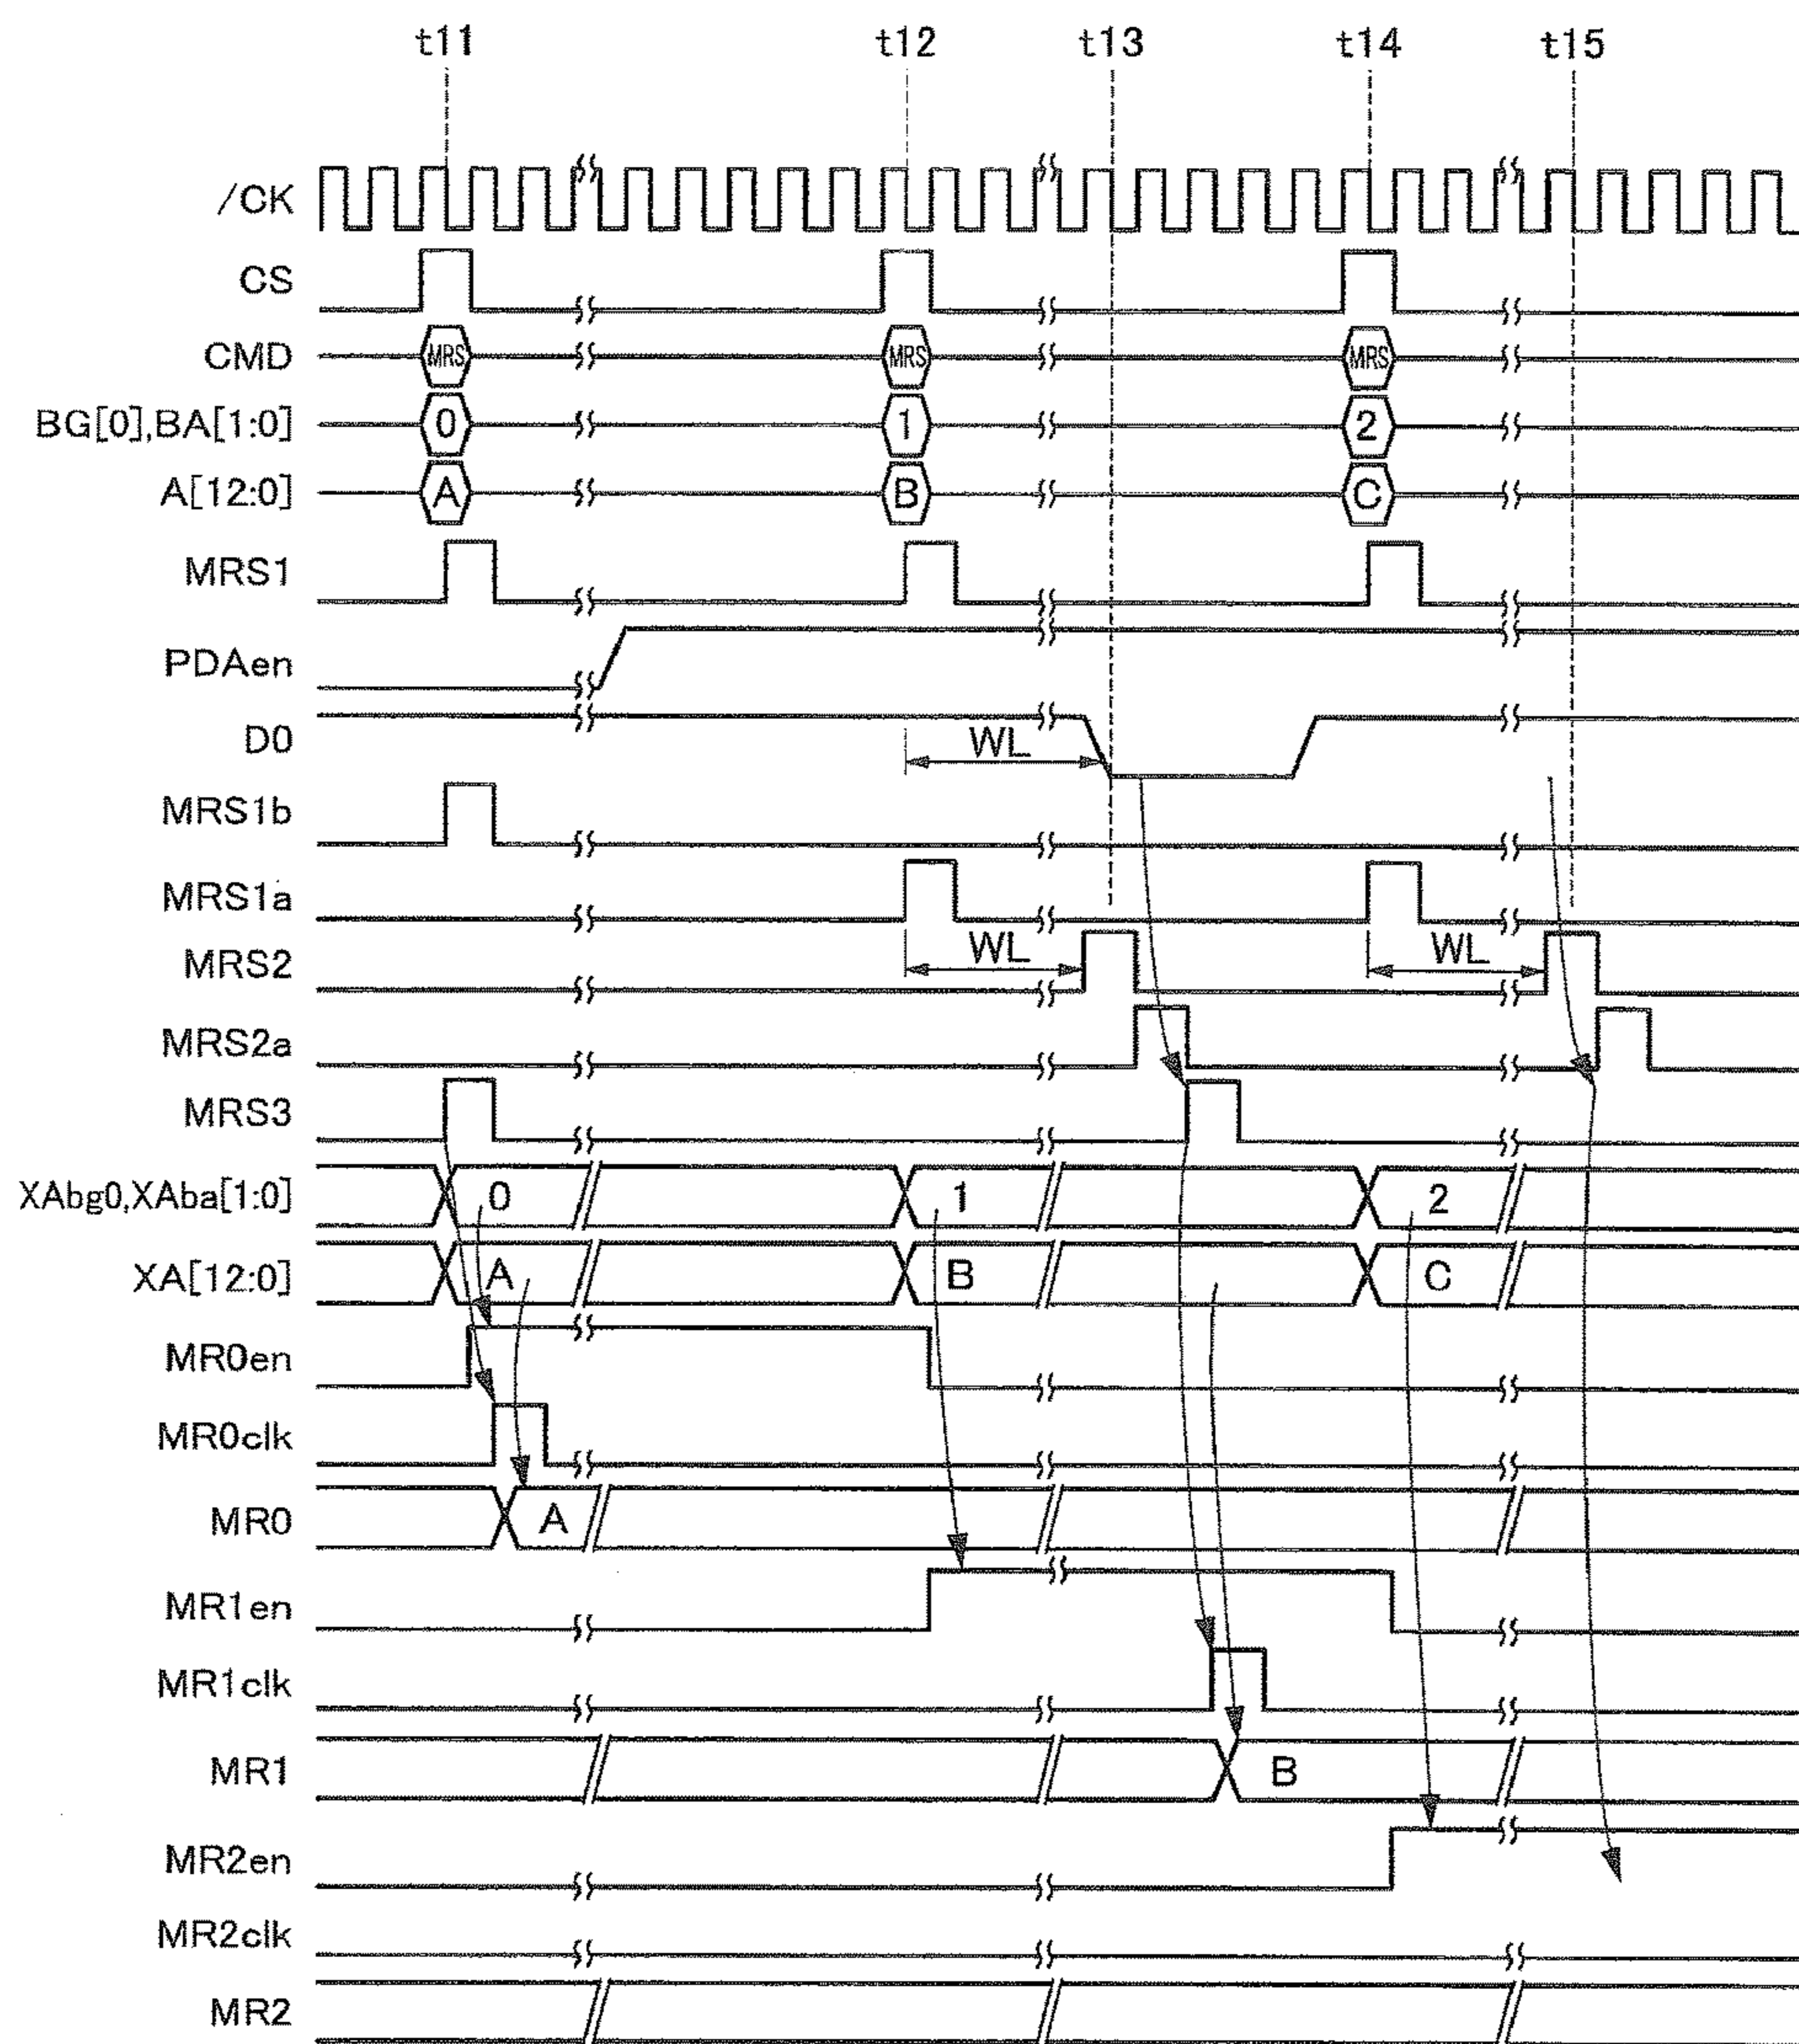 t11 t12 t13 t14 t15
/CK
CS
CMD MRS MRS MRS
BG[0],BA[1:0] 0 1 2
A[12:0] A B C
MRS1
PDAen
D0 WL
MRS1b
MRS1a
MRS2 WL WL
MRS2a
MRS3
XAbg0,XAba[1:0] 0 1 2
XA[12:0] A B C
MR0en
MR0clk
MR0 A
MR1en
MR1clk
MR1 B
MR2en
MR2clk
MR2